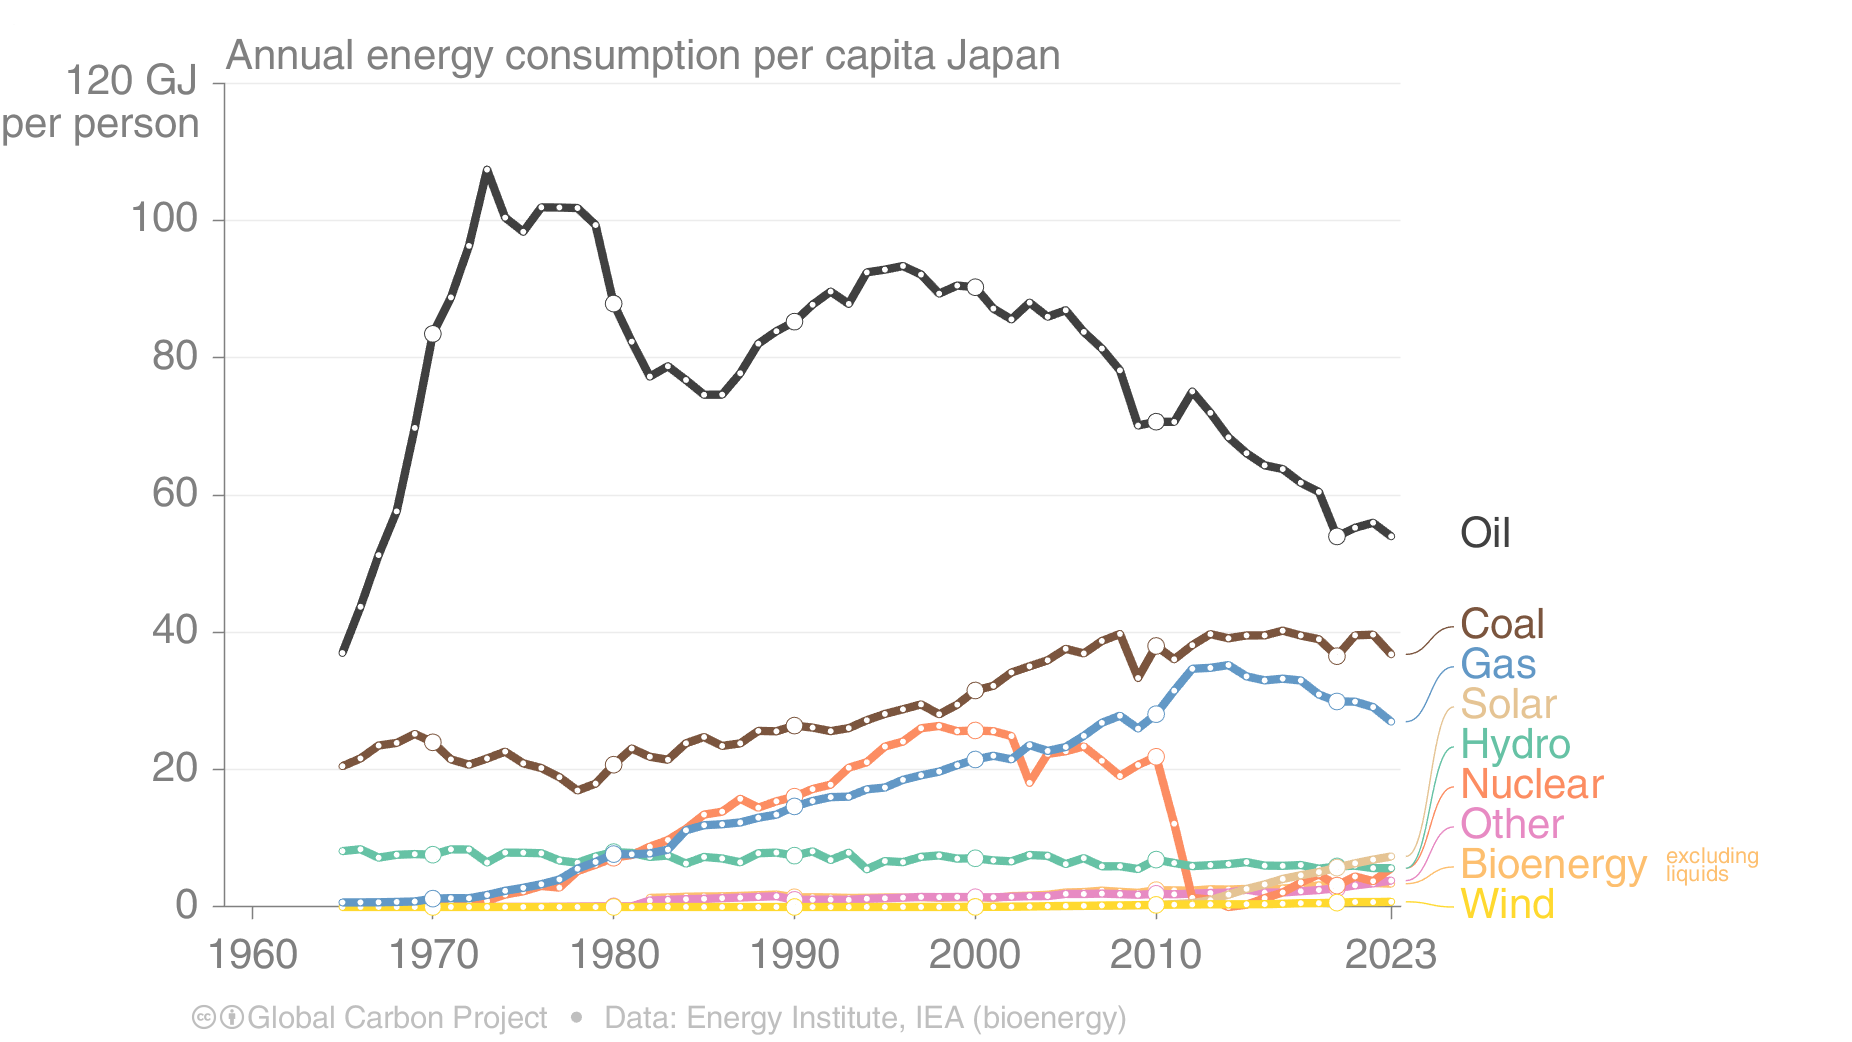 Annual energy consumption per capita Japan
120 GJ
per person
100
80
60
40
20
0
1960 1970 1980 1990 2000 2010 2023
Oil
Coal
Gas
Solar
Hydro
Nuclear
Other
Bioenergy excluding
liquids
Wind
cc Global Carbon Project • Data: Energy Institute, IEA (bioenergy)